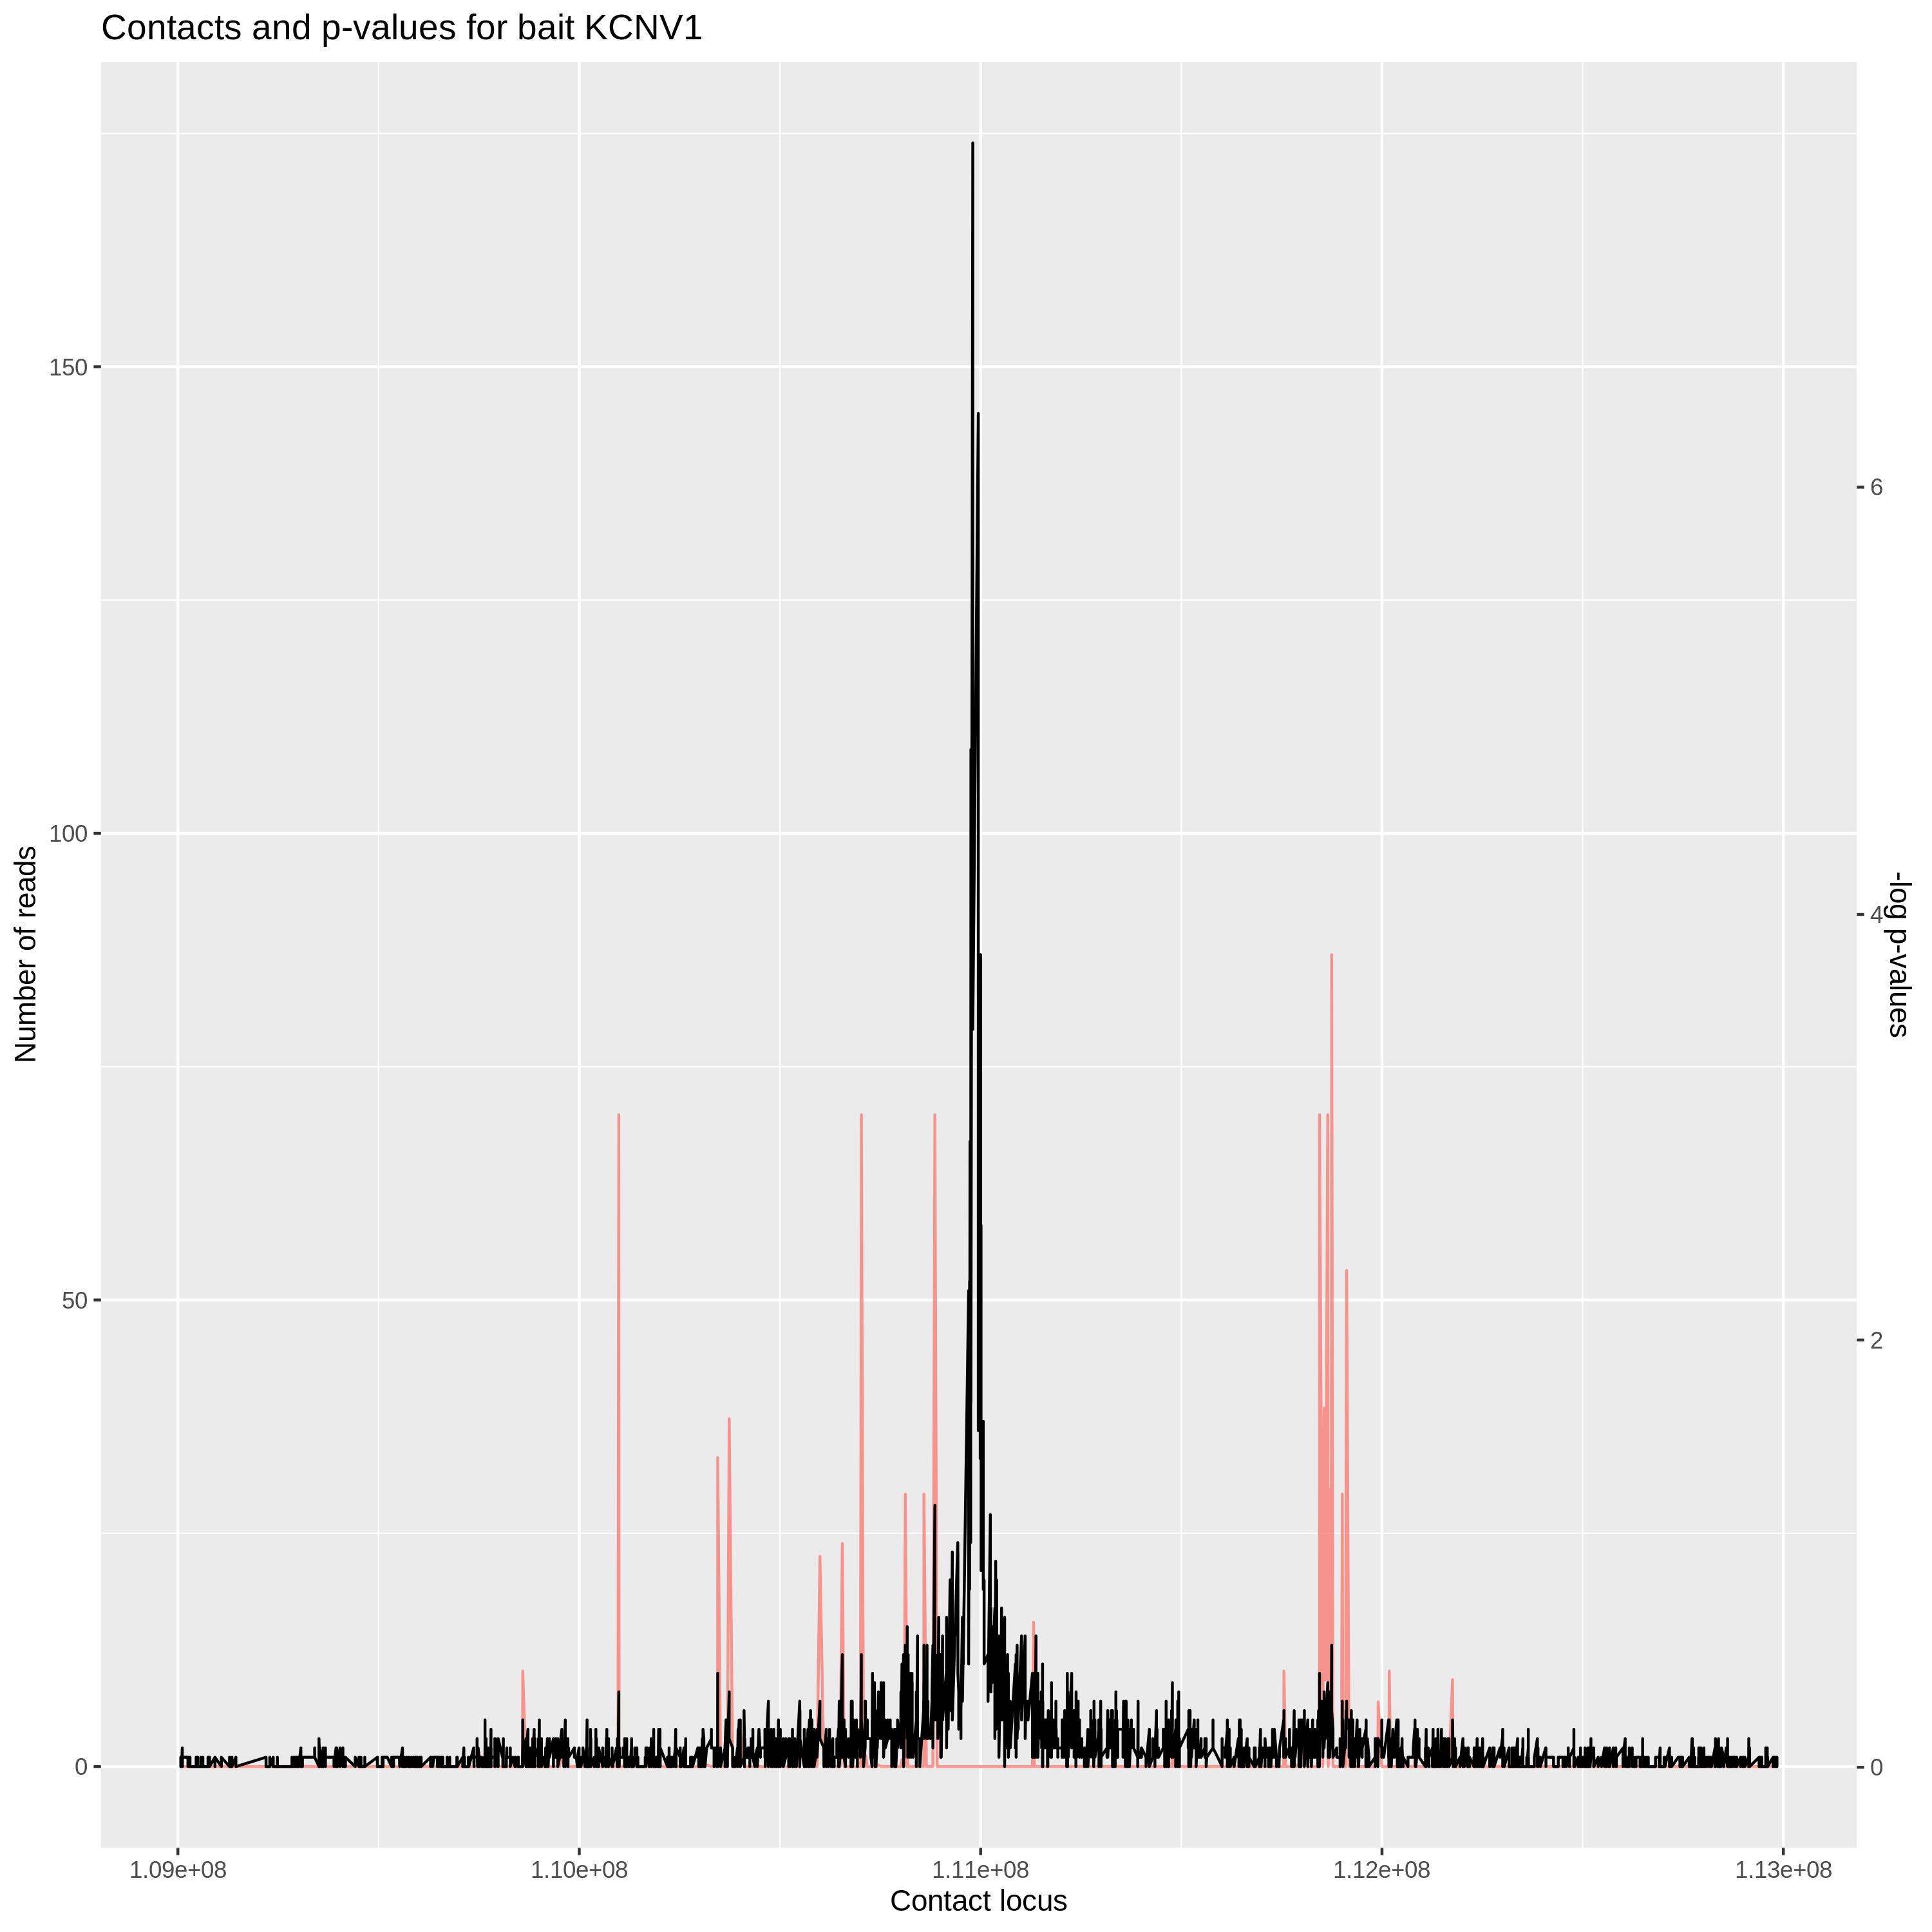 Contacts and p-values for bait KCNV1
150
100
50
0
Number of reads
6
4
2
0
-log p-values
1.09e+08
1.10e+08
1.11e+08
1.12e+08
1.13e+08
Contact locus